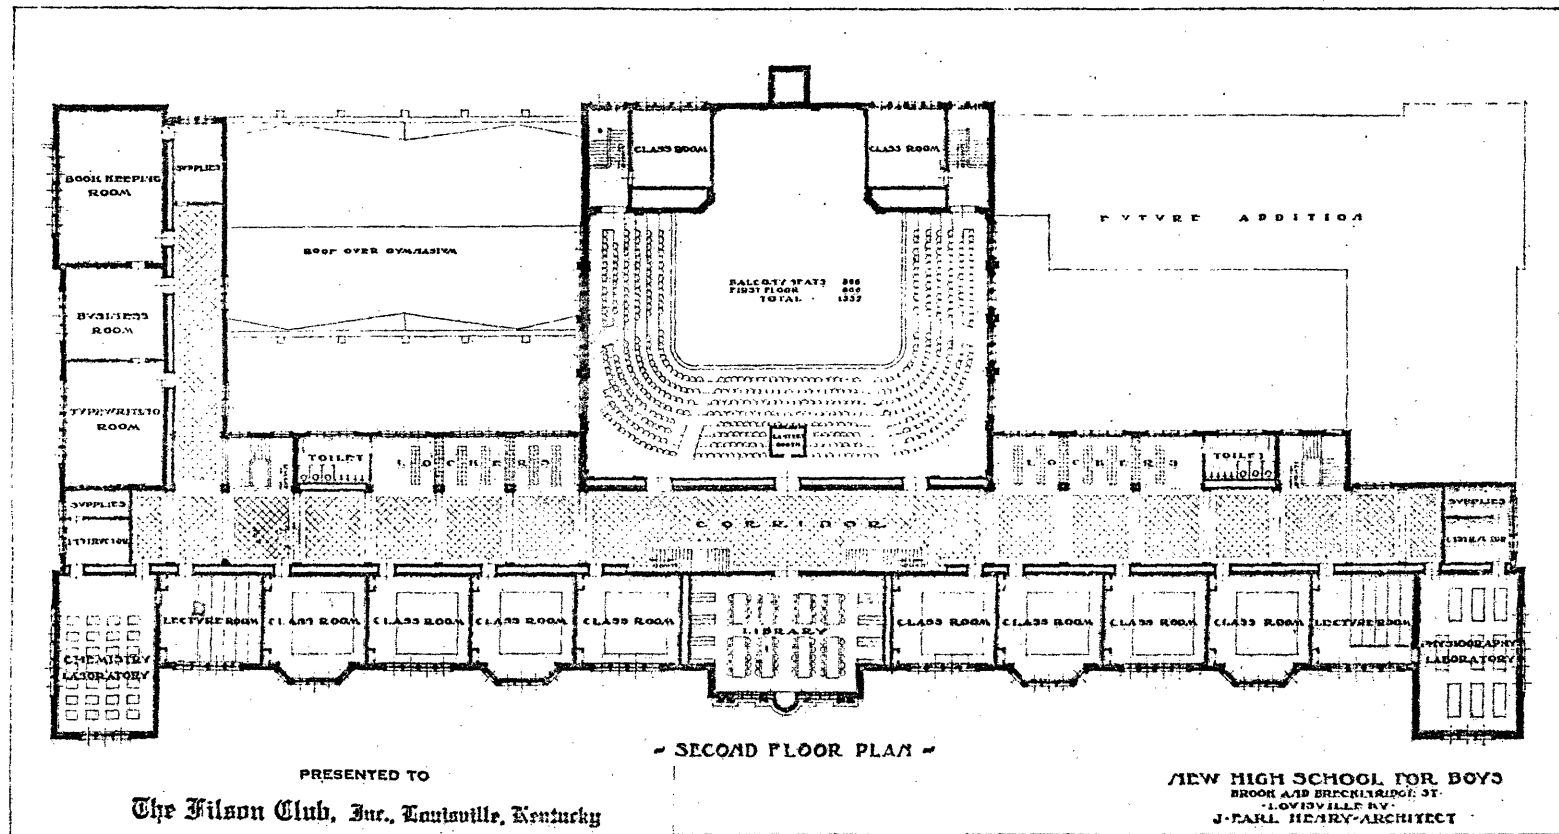 CLASS ROOM
CLASS ROOM
SUPPLIES
BOOK KEEPING
ROOM
FUTURE ADDITION
ROOF OVER GYMNASIUM
BALCONY SEATS
FIRST FLOOR
TOTAL
BUSINESS
ROOM
TYPEWRITING
ROOM
LANTERN
BOOTH
TOILET
LOCKERS
LOCKERS
TOILET
SUPPLIES
SUPPLIES
CORRIDOR
LECTURE ROOM
CLASS ROOM
CLASS ROOM
CLASS ROOM
CLASS ROOM
LIBRARY
CLASS ROOM
CLASS ROOM
CLASS ROOM
CLASS ROOM
LECTURE ROOM
CHEMISTRY
LABORATORY
PHYSIOGRAPHY
LABORATORY
~ SECOND FLOOR PLAN ~
PRESENTED TO
The Filson Club, Inc., Louisville, Kentucky
NEW HIGH SCHOOL FOR BOYS
BROOK AND BRECKINRIDGE ST·
·LOUISVILLE KY·
J·EARL HENRY·ARCHITECT